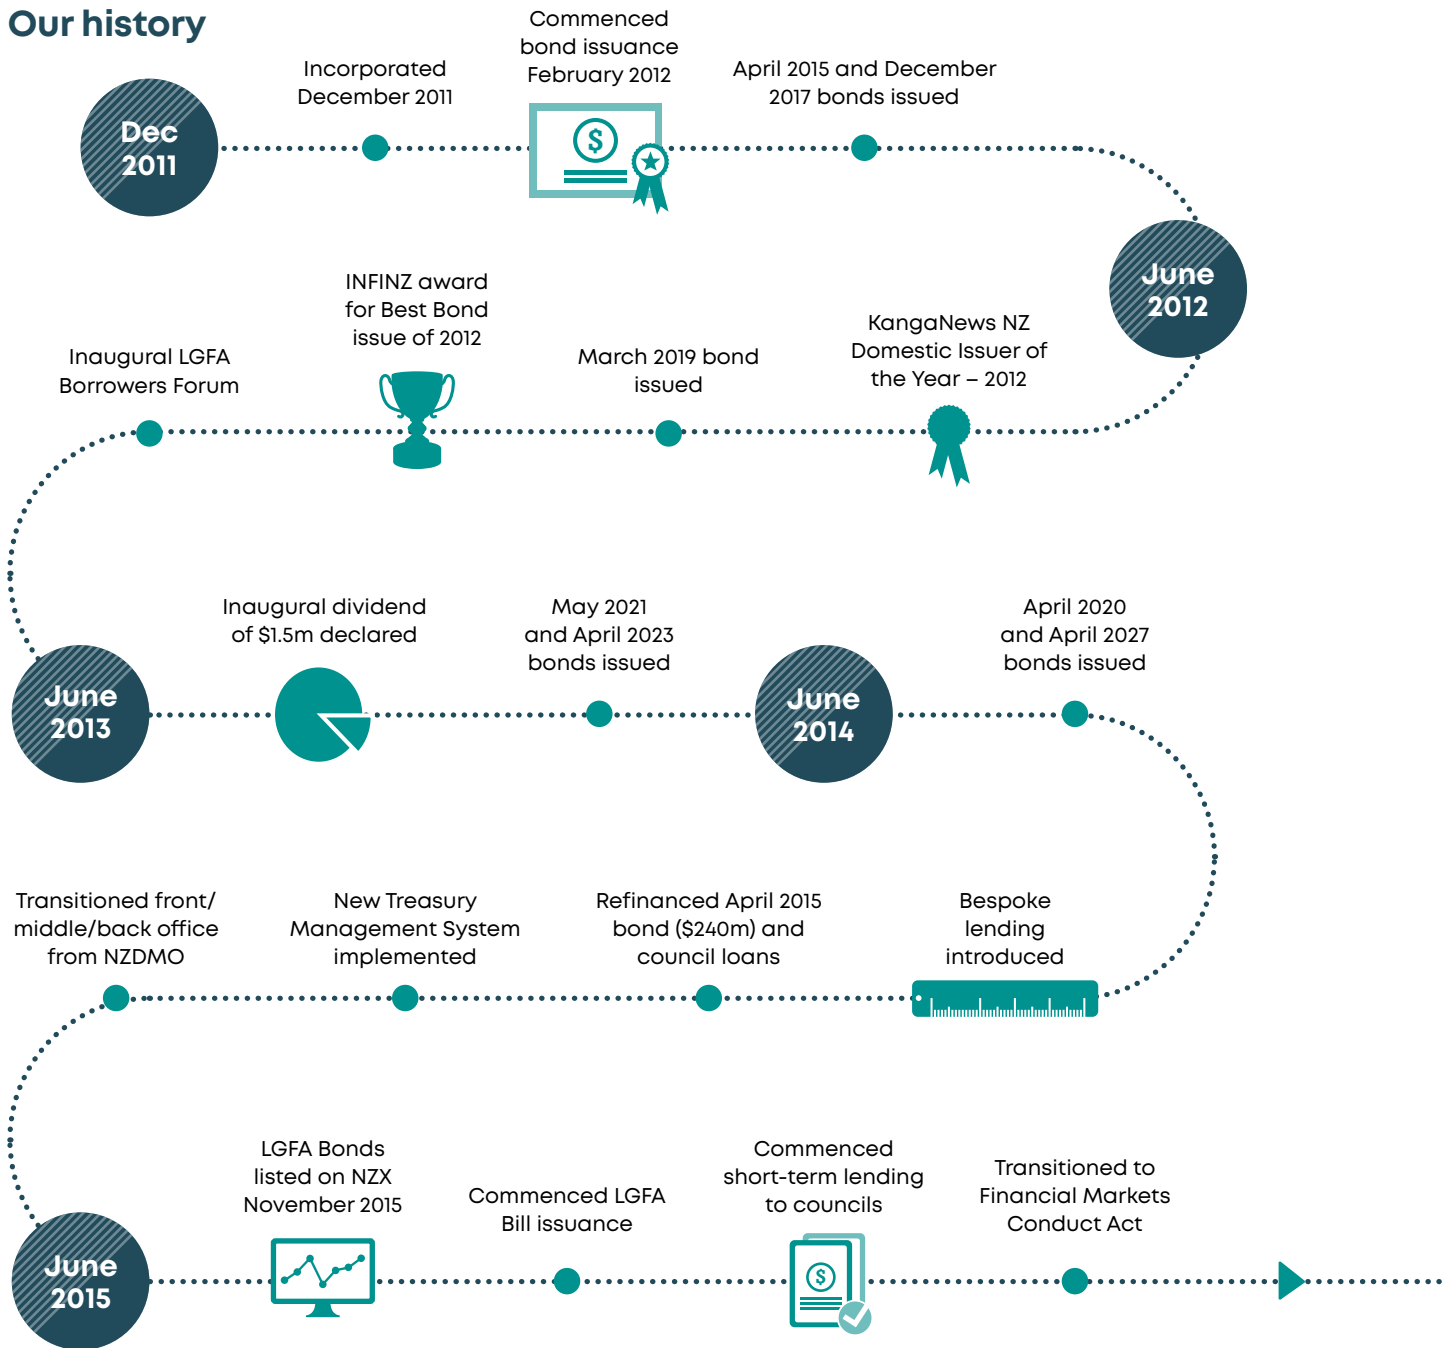 Our history
Dec
2011
Incorporated
December 2011
Commenced
bond issuance
February 2012
$
April 2015 and December
2017 bonds issued
June
2012
KangaNews NZ
Domestic Issuer of
the Year – 2012
March 2019 bond
issued
INFINZ award
for Best Bond
issue of 2012
Inaugural LGFA
Borrowers Forum
June
2013
Inaugural dividend
of $1.5m declared
May 2021
and April 2023
bonds issued
June
2014
April 2020
and April 2027
bonds issued
Bespoke
lending
introduced
Refinanced April 2015
bond ($240m) and
council loans
New Treasury
Management System
implemented
Transitioned front/
middle/back office
from NZDMO
June
2015
LGFA Bonds
listed on NZX
November 2015
Commenced LGFA
Bill issuance
Commenced
short-term lending
to councils
$
Transitioned to
Financial Markets
Conduct Act